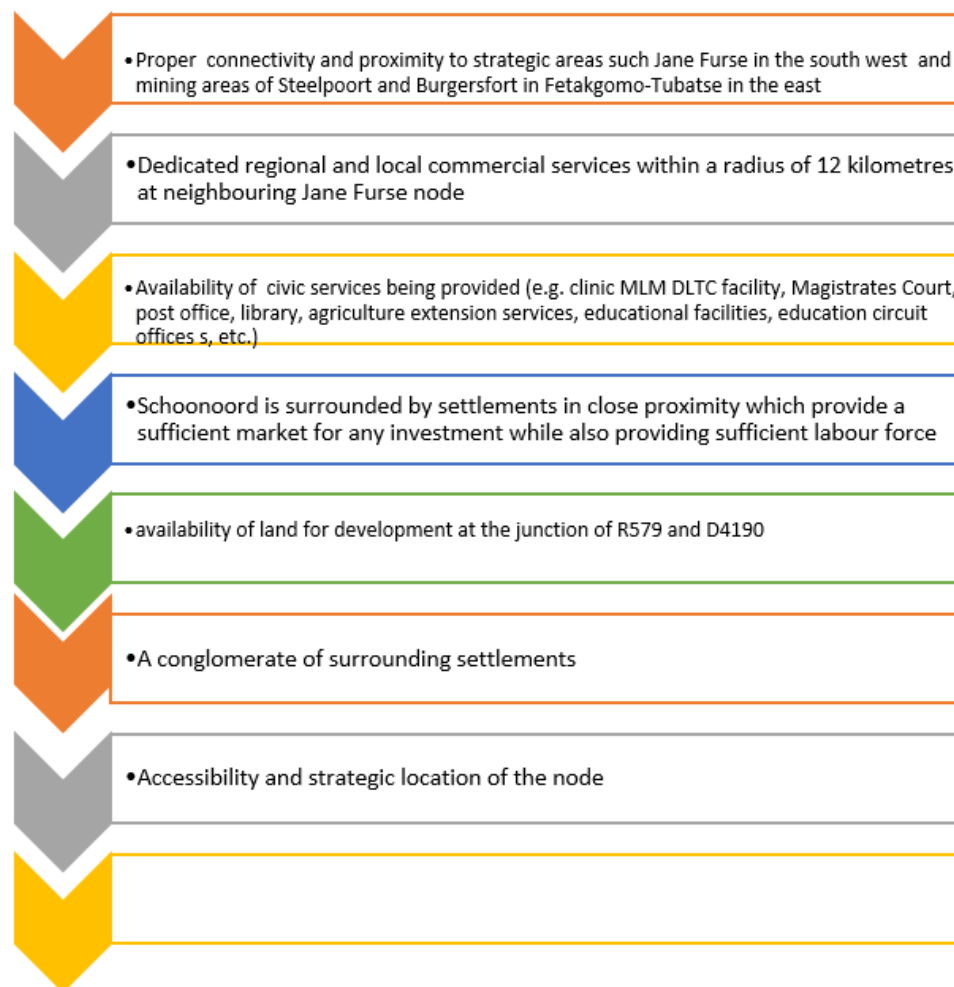 •Proper connectivity and proximity to strategic areas such Jane Furse in the south west and
mining areas of Steelpoort and Burgersfort in Fetakgomo-Tubatse in the east
•Dedicated regional and local commercial services within a radius of 12 kilometres
at neighbouring Jane Furse node
•Availability of civic services being provided (e.g. clinic MLM DLTC facility, Magistrates Court,
post office, library, agriculture extension services, educational facilities, education circuit
offices s, etc.)
•Schoonoord is surrounded by settlements in close proximity which provide a
sufficient market for any investment while also providing sufficient labour force
•availability of land for development at the junction of R579 and D4190
•A conglomerate of surrounding settlements
•Accessibility and strategic location of the node